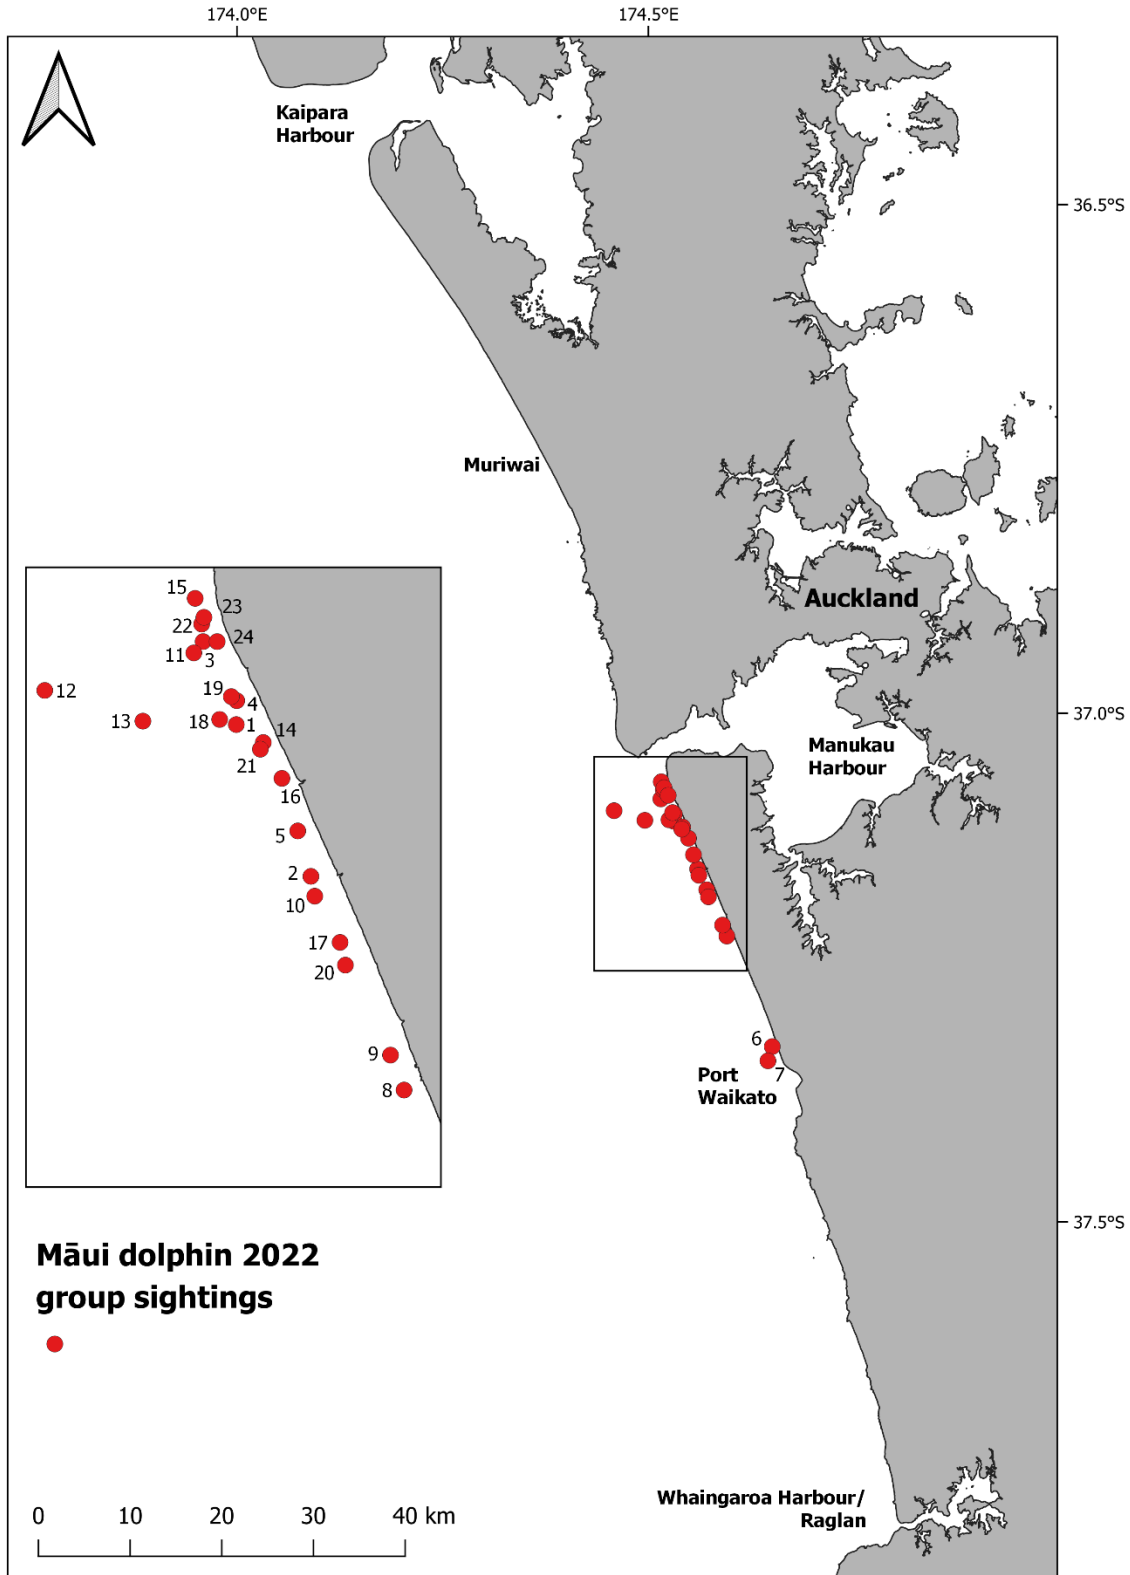 174.0°E
174.5°E
Kaipara
Harbour
36.5°S
Muriwai
Auckland
15
23
22
24
11
3
12
19
4
13
18
1
14
21
16
5
2
10
17
20
9
8
37.0°S
Manukau
Harbour
6
7
Port
Waikato
37.5°S
Māui dolphin 2022
group sightings
Whaingaroa Harbour/
Raglan
0 10 20 30 40 km